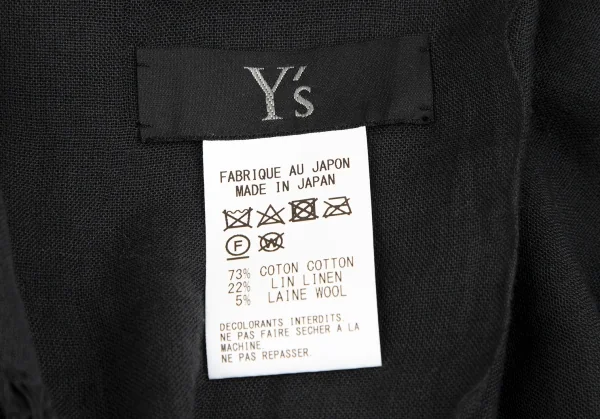 Y's
FABRIQUE AU JAPON
MADE IN JAPAN
F W
73% COTON COTTON
22% LIN LINEN
5% LAINE WOOL
DECOLORANTS INTERDITS.
NE PAS FAIRE SECHER A LA
MACHINE.
NE PAS REPASSER.